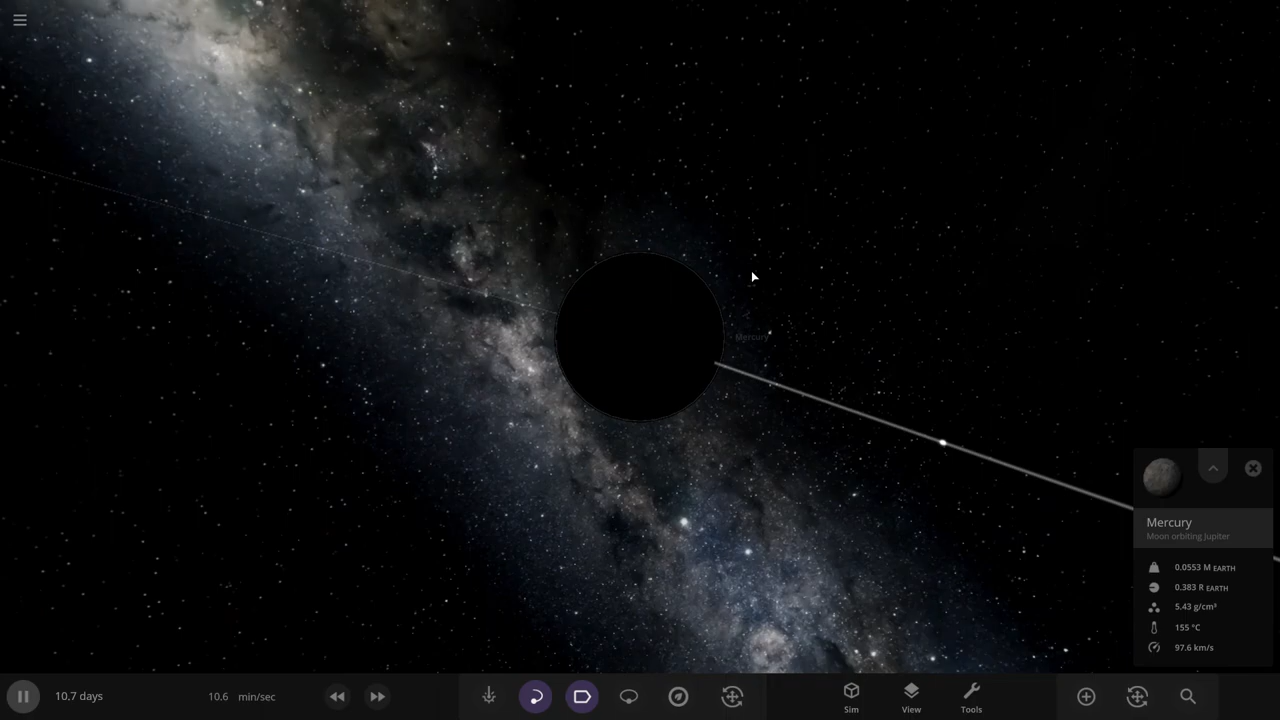 Mercury
Mercury
Moon orbiting Jupiter
0.0553 M EARTH
0.383 R EARTH
5.43 g/cm³
155 °C
97.6 km/s
10.7 days
10.6 min/sec
Sim
View
Tools